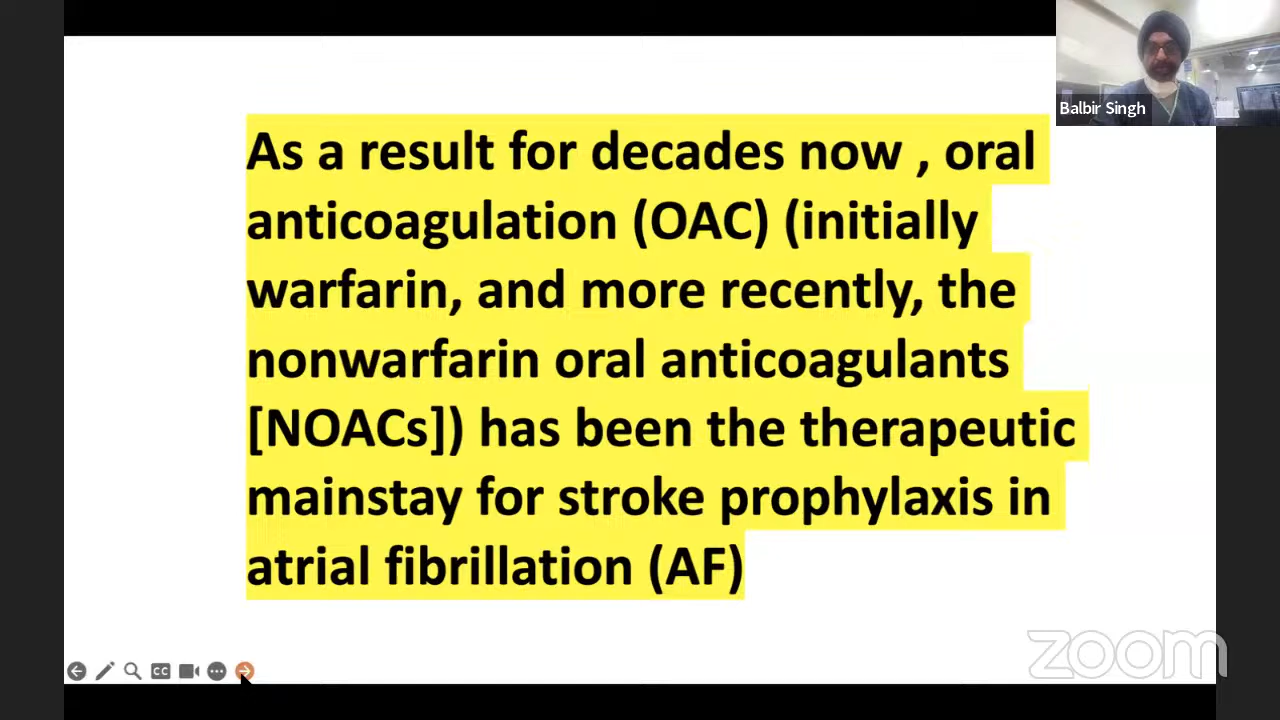 Balbir Singh
As a result for decades now , oral
anticoagulation (OAC) (initially
warfarin, and more recently, the
nonwarfarin oral anticoagulants
[NOACs]) has been the therapeutic
mainstay for stroke prophylaxis in
atrial fibrillation (AF)
CC
zoom